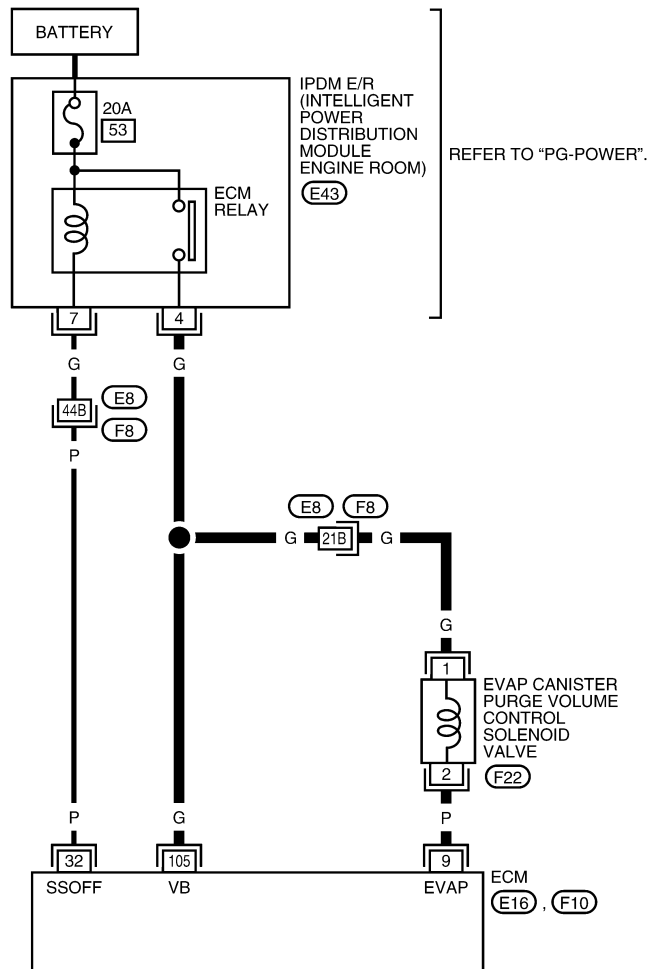 BATTERY
IPDM E/R
(INTELLIGENT
POWER
DISTRIBUTION
MODULE
ENGINE ROOM)
E43
REFER TO “PG-POWER”.
20A
53
ECM
RELAY
7
4
G
G
44B
E8
F8
P
E8
F8
G
21B
G
G
1
EVAP CANISTER
PURGE VOLUME
CONTROL
SOLENOID
VALVE
2
F22
P
G
P
32
105
9
SSOFF
VB
EVAP
ECM
E16 , F10